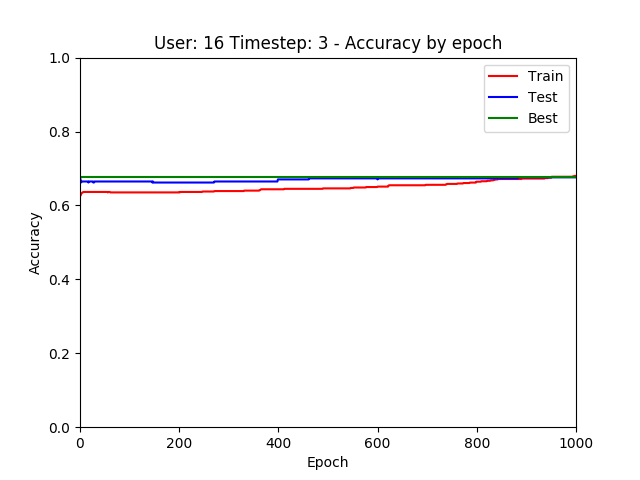 User: 16 Timestep: 3 - Accuracy by epoch
1.0
0.8
0.6
0.4
0.2
0.0
Accuracy
Train
Test
Best
0 200 400 600 800 1000
Epoch